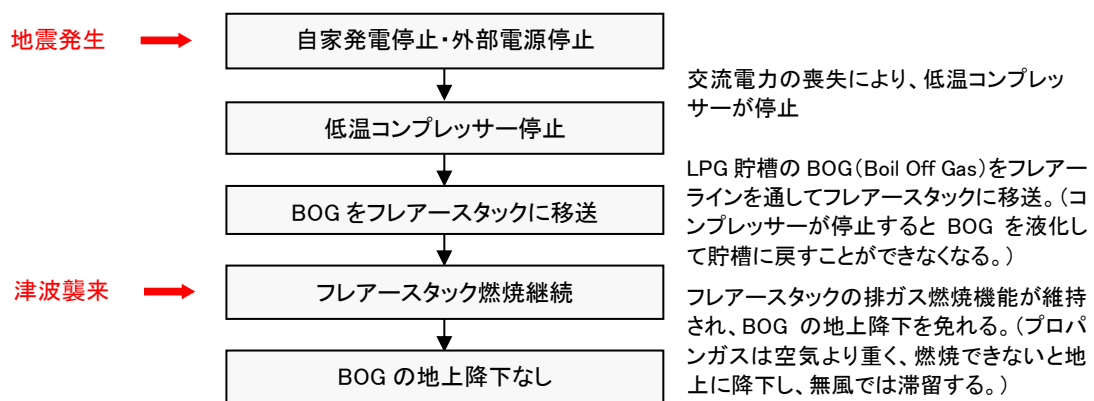 地震発生
自家発電停止・外部電源停止
交流電力の喪失により、低温コンプレッ
サーが停止
低温コンプレッサー停止
LPG 貯槽の BOG(Boil Off Gas)をフレアー
ラインを通してフレアースタックに移送。(コ
ンプレッサーが停止すると BOG を液化し
て貯槽に戻すことができなくなる。)
BOG をフレアースタックに移送
津波襲来
フレアースタック燃焼継続
フレアースタックの排ガス燃焼機能が維持
され、BOG の地上降下を免れる。(プロパ
ンガスは空気より重く、燃焼できないと地
上に降下し、無風では滞留する。)
BOG の地上降下なし